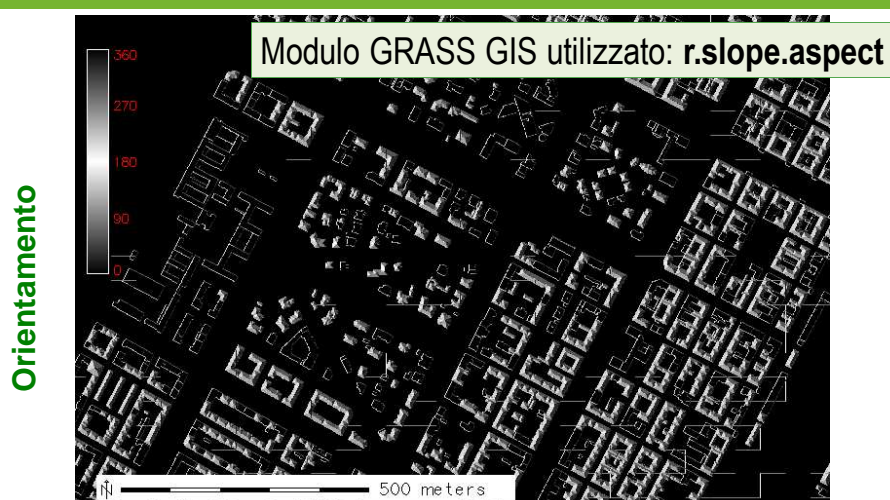 Modulo GRASS GIS utilizzato: r.slope.aspect
360
270
180
90
0
Orientamento
N
500 meters